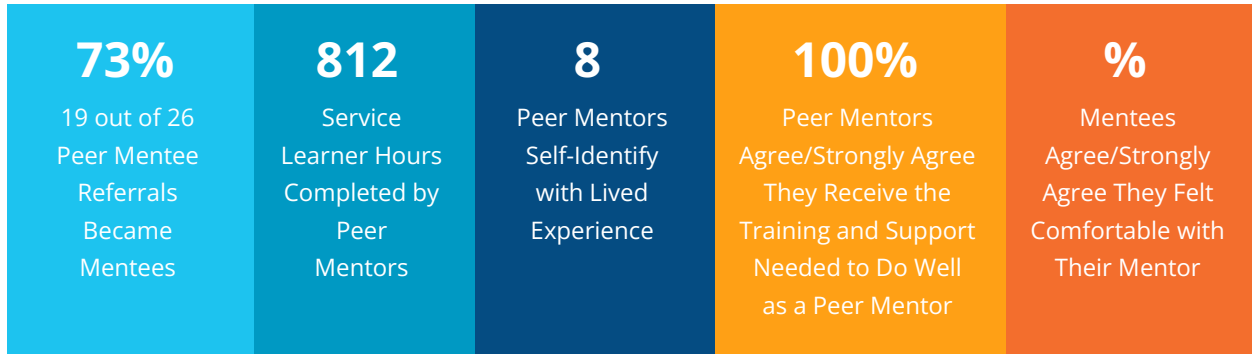 73%
19 out of 26
Peer Mentee
Referrals
Became
Mentees
812
Service
Learner Hours
Completed by
Peer
Mentors
8
Peer Mentors
Self-Identify
with Lived
Experience
100%
Peer Mentors
Agree/Strongly Agree
They Receive the
Training and Support
Needed to Do Well
as a Peer Mentor
%
Mentees
Agree/Strongly
Agree They Felt
Comfortable with
Their Mentor